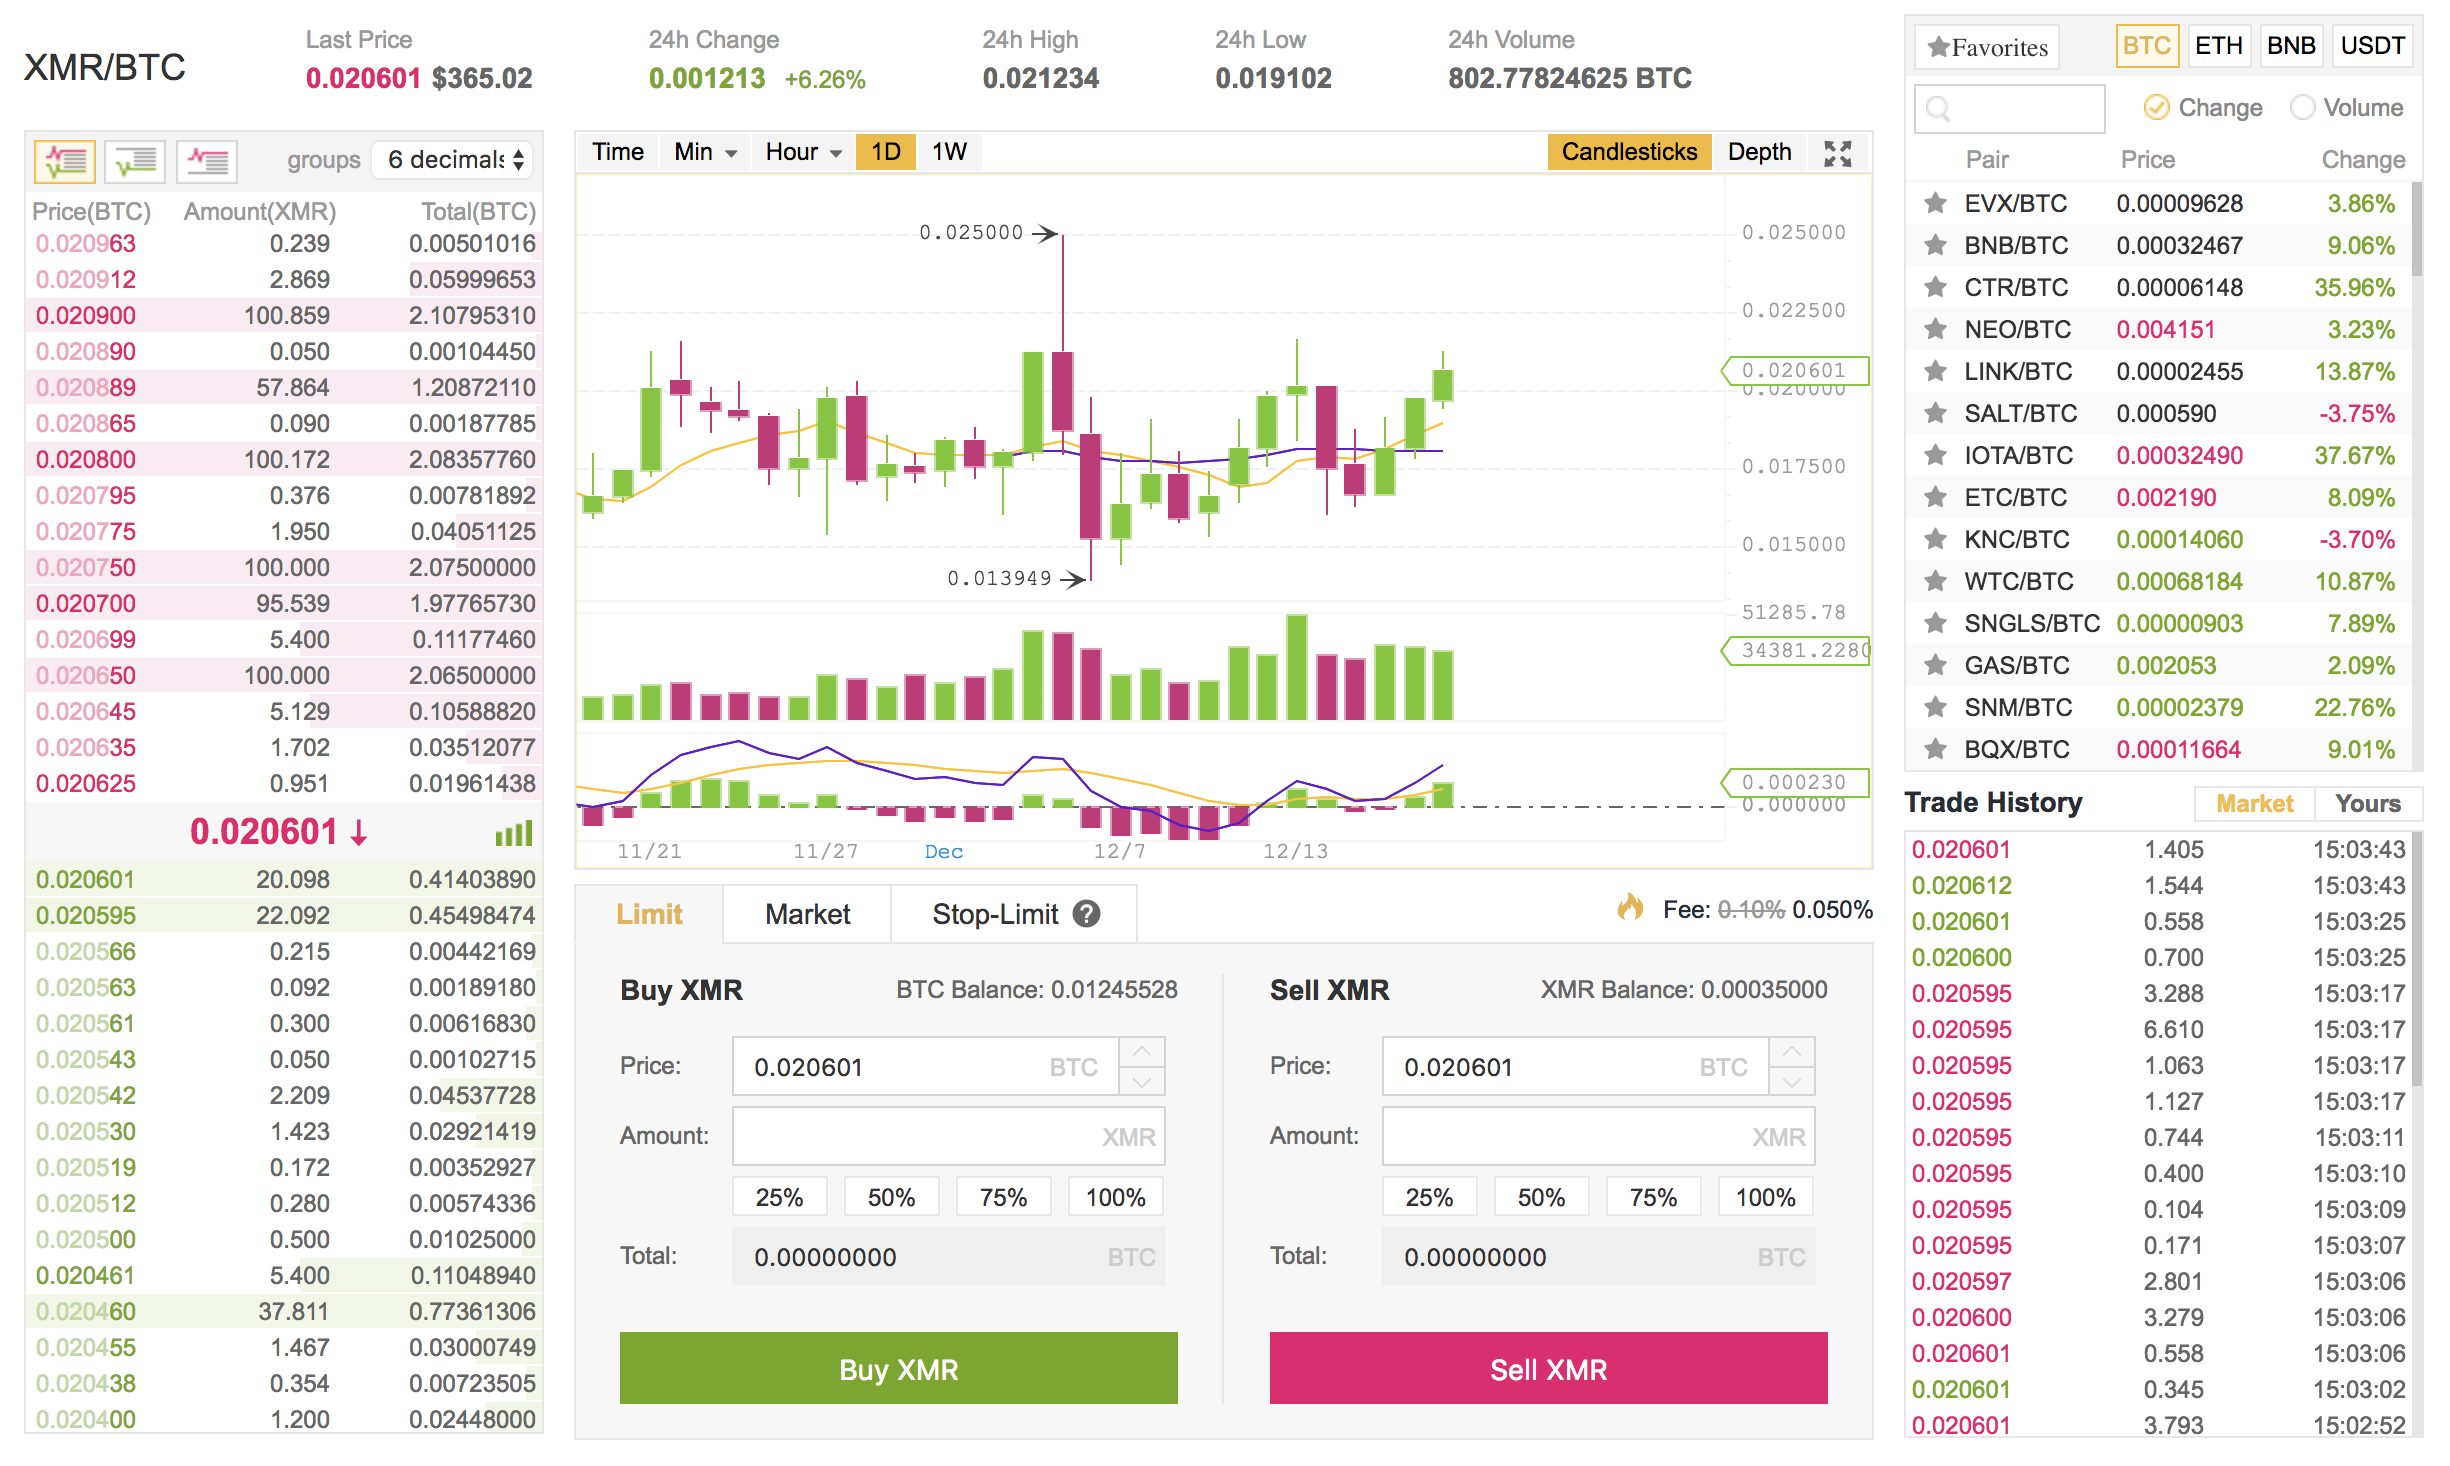 XMR/BTC
Last Price
0.020601 $365.02
24h Change
0.001213 +6.26%
24h High
0.021234
24h Low
0.019102
24h Volume
802.77824625 BTC
groups 6 decimals
Price(BTC) Amount(XMR) Total(BTC)
0.020963 0.239 0.00501016
0.020912 2.869 0.05999653
0.020900 100.859 2.10795310
0.020890 0.050 0.00104450
0.020889 57.864 1.20872110
0.020865 0.090 0.00187785
0.020800 100.172 2.08357760
0.020795 0.376 0.00781892
0.020775 1.950 0.04051125
0.020750 100.000 2.07500000
0.020700 95.539 1.97765730
0.020699 5.400 0.11177460
0.020650 100.000 2.06500000
0.020645 5.129 0.10588820
0.020635 1.702 0.03512077
0.020625 0.951 0.01961438
0.020601 ↓
0.020601 20.098 0.41403890
0.020595 22.092 0.45498474
0.020566 0.215 0.00442169
0.020563 0.092 0.00189180
0.020561 0.300 0.00616830
0.020543 0.050 0.00102715
0.020542 2.209 0.04537728
0.020530 1.423 0.02921419
0.020519 0.172 0.00352927
0.020512 0.280 0.00574336
0.020500 0.500 0.01025000
0.020461 5.400 0.11048940
0.020460 37.811 0.77361306
0.020455 1.467 0.03000749
0.020438 0.354 0.00723505
0.020400 1.200 0.02448000
Time Min Hour 1D 1W Candlesticks Depth
0.025000
0.013949
0.025000
0.022500
0.020601
0.020000
0.017500
0.015000
51285.78
34381.2280
0.000230
0.000000
11/21 11/27 Dec 12/7 12/13
Limit Market Stop-Limit ?
Fee: 0.10% 0.050%
Buy XMR BTC Balance: 0.01245528
Price: 0.020601 BTC
Amount: XMR
25% 50% 75% 100%
Total: 0.00000000 BTC
Buy XMR
Sell XMR XMR Balance: 0.00035000
Price: 0.020601 BTC
Amount: XMR
25% 50% 75% 100%
Total: 0.00000000 BTC
Sell XMR
★Favorites BTC ETH BNB USDT
Change Volume
Pair Price Change
EVX/BTC 0.00009628 3.86%
BNB/BTC 0.00032467 9.06%
CTR/BTC 0.00006148 35.96%
NEO/BTC 0.004151 3.23%
LINK/BTC 0.00002455 13.87%
SALT/BTC 0.000590 -3.75%
IOTA/BTC 0.00032490 37.67%
ETC/BTC 0.002190 8.09%
KNC/BTC 0.00014060 -3.70%
WTC/BTC 0.00068184 10.87%
SNGLS/BTC 0.00000903 7.89%
GAS/BTC 0.002053 2.09%
SNM/BTC 0.00002379 22.76%
BQX/BTC 0.00011664 9.01%
Trade History Market Yours
0.020601 1.405 15:03:43
0.020612 1.544 15:03:43
0.020601 0.558 15:03:25
0.020600 0.700 15:03:25
0.020595 3.288 15:03:17
0.020595 6.610 15:03:17
0.020595 1.063 15:03:17
0.020595 1.127 15:03:17
0.020595 0.744 15:03:11
0.020595 0.400 15:03:10
0.020595 0.104 15:03:09
0.020595 0.171 15:03:07
0.020597 2.801 15:03:06
0.020600 3.279 15:03:06
0.020601 0.558 15:03:06
0.020601 0.345 15:03:02
0.020601 3.793 15:02:52